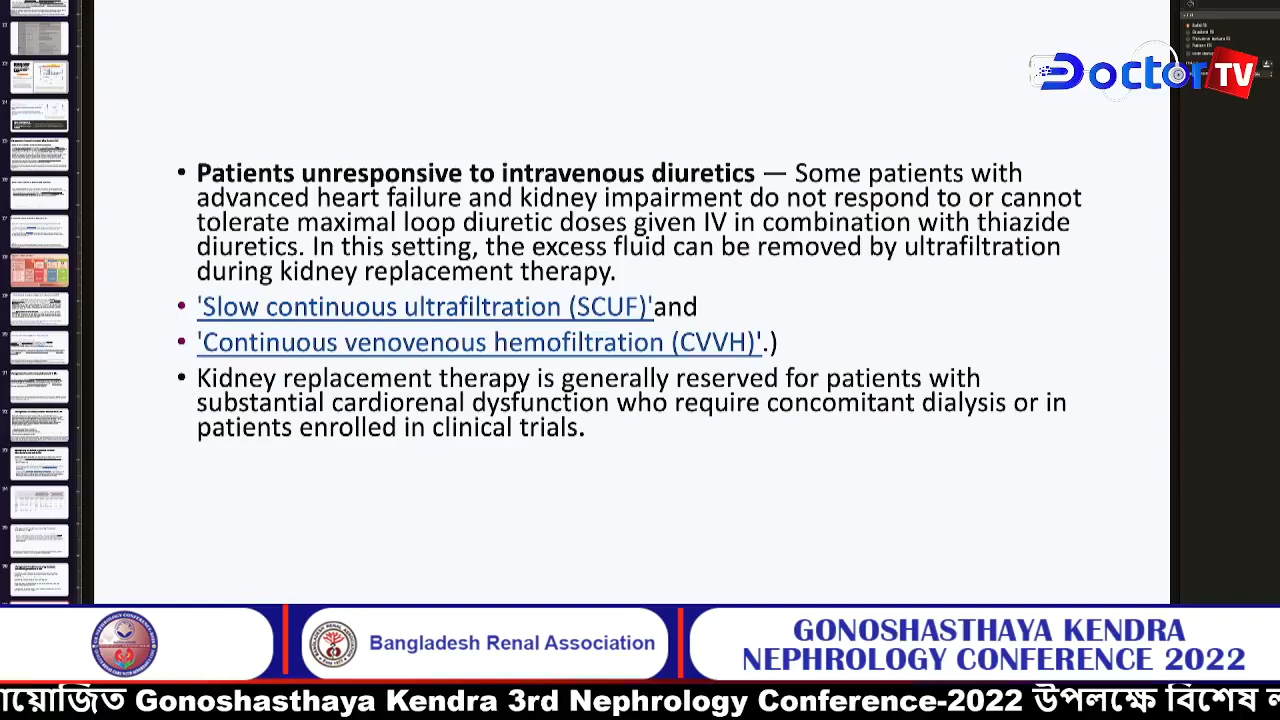 Doctor TV
• Patients unresponsive to intravenous diuretics — Some patients with
advanced heart failure and kidney impairment do not respond to or cannot
tolerate maximal loop diuretic doses given IV in combination with thiazide
diuretics. In this setting, the excess fluid can be removed by ultrafiltration
during kidney replacement therapy.
• 'Slow continuous ultrafiltration (SCUF)'and
• 'Continuous venovenous hemofiltration (CVVH)'.)
• Kidney replacement therapy is generally reserved for patients with
substantial cardiorenal dysfunction who require concomitant dialysis or in
patients enrolled in clinical trials.
Bangladesh Renal Association
GONOSHASTHAYA KENDRA
NEPHROLOGY CONFERENCE 2022
য়োজিত Gonoshasthaya Kendra 3rd Nephrology Conference-2022 উপলক্ষে বিশেষ